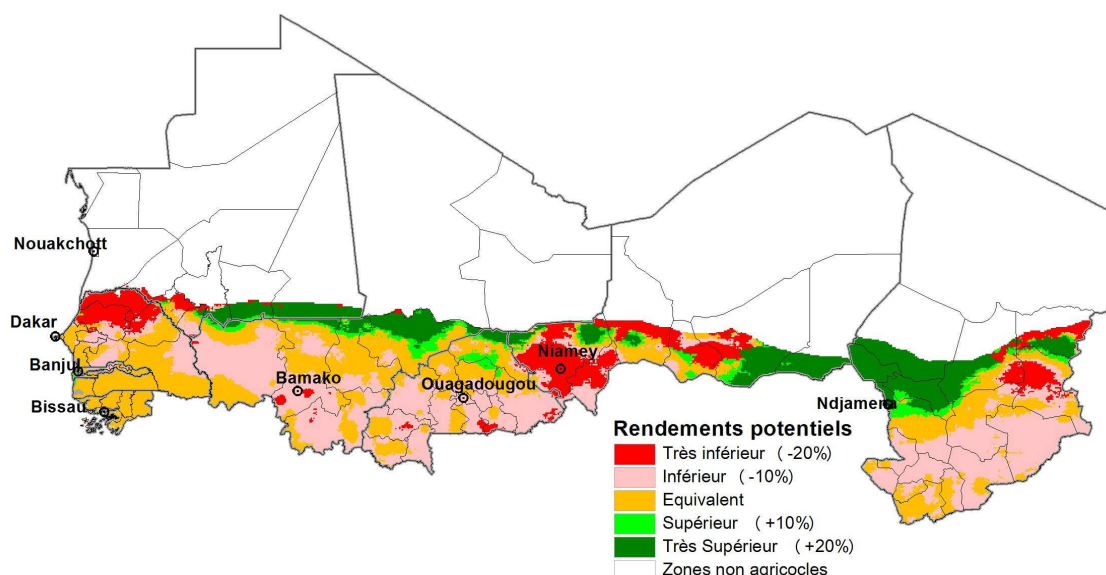 Nouakchott
Dakar
Banjul
Bissau
Bamako
Ouagadougou
Niamey
Ndjamena
Rendements potentiels
Très inférieur ( -20%)
Inférieur ( -10%)
Equivalent
Supérieur ( +10%)
Très Supérieur ( +20%)
Zones non agricocles